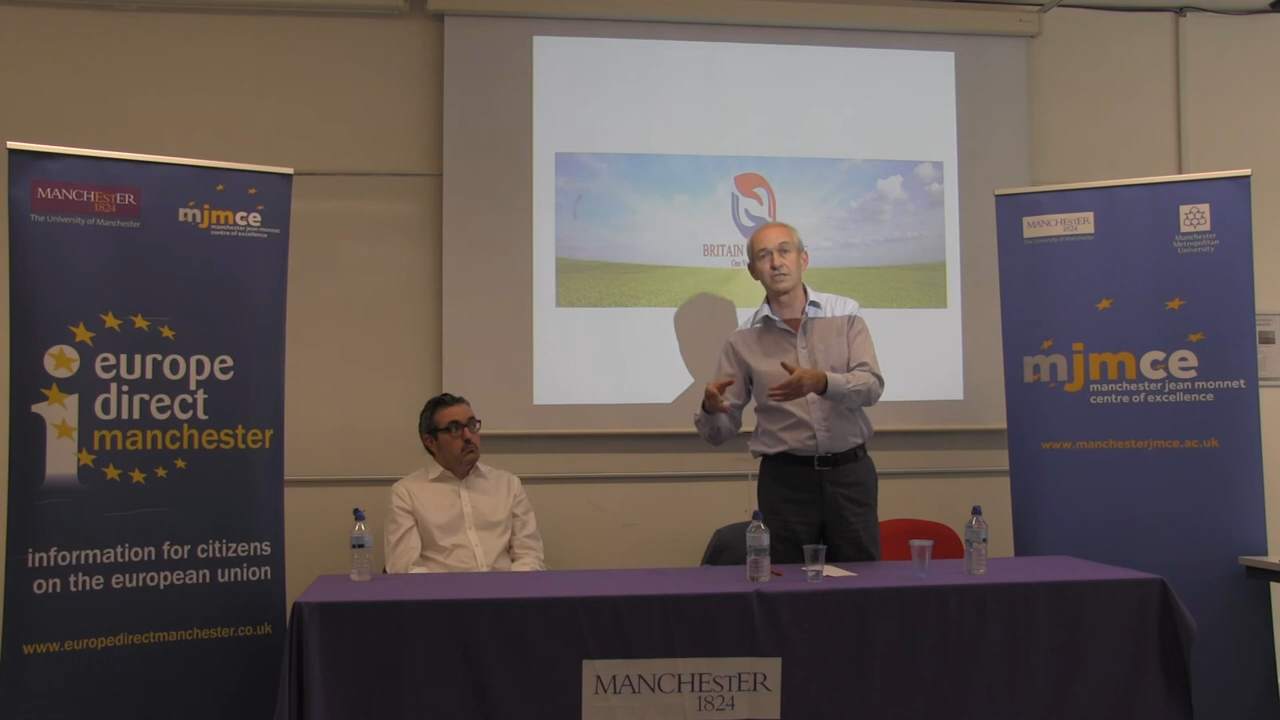 MANCHEStER
1824
The University of Manchester
mjmce
manchester jean monnet
centre of excellence
i europe
direct
manchester
information for citizens
on the european union
www.europedirectmanchester.co.uk
BRITAIN
One
MANCHEStER
1824
MANCHEStER
1824
The University of Manchester
Manchester
Metropolitan
University
mjmce
manchester jean monnet
centre of excellence
www.manchesterjmce.ac.uk